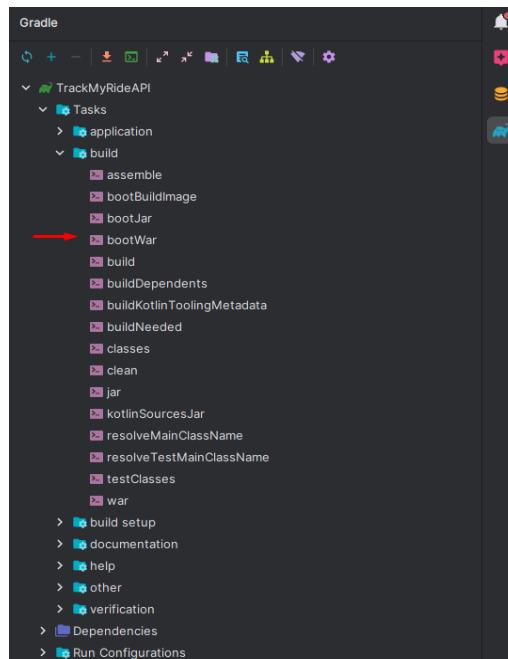 Gradle
TrackMyRideAPI
Tasks
application
build
assemble
bootBuildImage
bootJar
bootWar
build
buildDependents
buildKotlinToolingMetadata
buildNeeded
classes
clean
jar
kotlinSourcesJar
resolveMainClassName
resolveTestMainClassName
testClasses
war
build setup
documentation
help
other
verification
Dependencies
Run Configurations